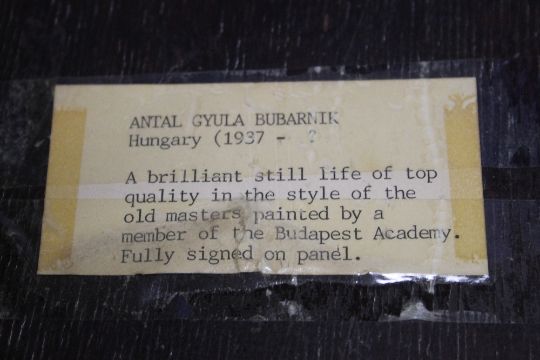 ANTAL GYULA BUBARNIK
Hungary (1937 - ?
A brilliant still life of top
quality in the style of the
old masters painted by a
member of the Budapest Academy.
Fully signed on panel.